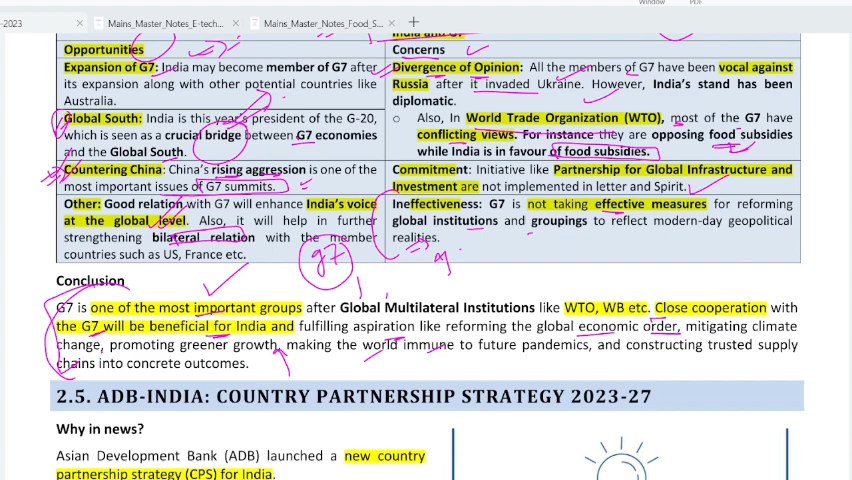 Window PDF
-2023 × Mains_Master_Notes_E-tech... × Mains_Master_Notes_Food_S... × +
India and G7
Opportunities
Concerns
Expansion of G7: India may become member of G7 after
its expansion along with other potential countries like
Australia.
Global South: India is this year's president of the G-20,
which is seen as a crucial bridge between G7 economies
and the Global South.
Divergence of Opinion: All the members of G7 have been vocal against
Russia after it invaded Ukraine. However, India's stand has been
diplomatic.
o Also, In World Trade Organization (WTO), most of the G7 have
conflicting views. For instance they are opposing food subsidies
while India is in favour of food subsidies.
Countering China: China's rising aggression is one of the
most important issues of G7 summits.
Commitment: Initiative like Partnership for Global Infrastructure and
Investment are not implemented in letter and Spirit.
Other: Good relation with G7 will enhance India's voice
at the global level. Also, it will help in further
strengthening bilateral relation with the member
countries such as US, France etc.
Ineffectiveness: G7 is not taking effective measures for reforming
global institutions and groupings to reflect modern-day geopolitical
realities.
g7
Conclusion
G7 is one of the most important groups after Global Multilateral Institutions like WTO, WB etc. Close cooperation with
the G7 will be beneficial for India and fulfilling aspiration like reforming the global economic order, mitigating climate
change, promoting greener growth, making the world immune to future pandemics, and constructing trusted supply
chains into concrete outcomes.
2.5. ADB-INDIA: COUNTRY PARTNERSHIP STRATEGY 2023-27
Why in news?
Asian Development Bank (ADB) launched a new country
partnership strategy (CPS) for India.